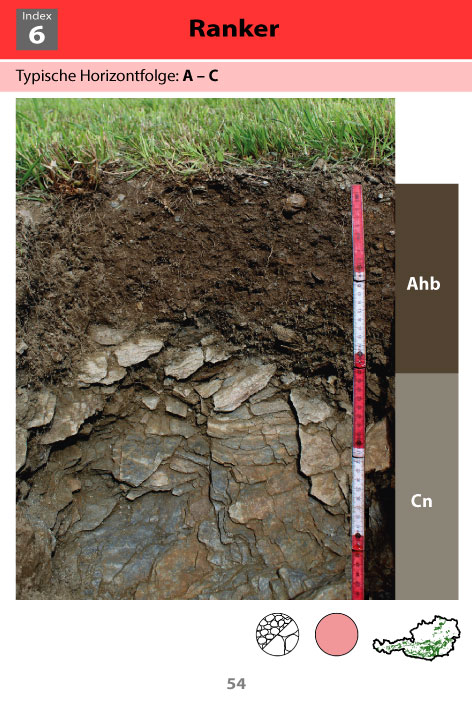 Index
6
Ranker
Typische Horizontfolge: A – C
Ahb
Cn
54